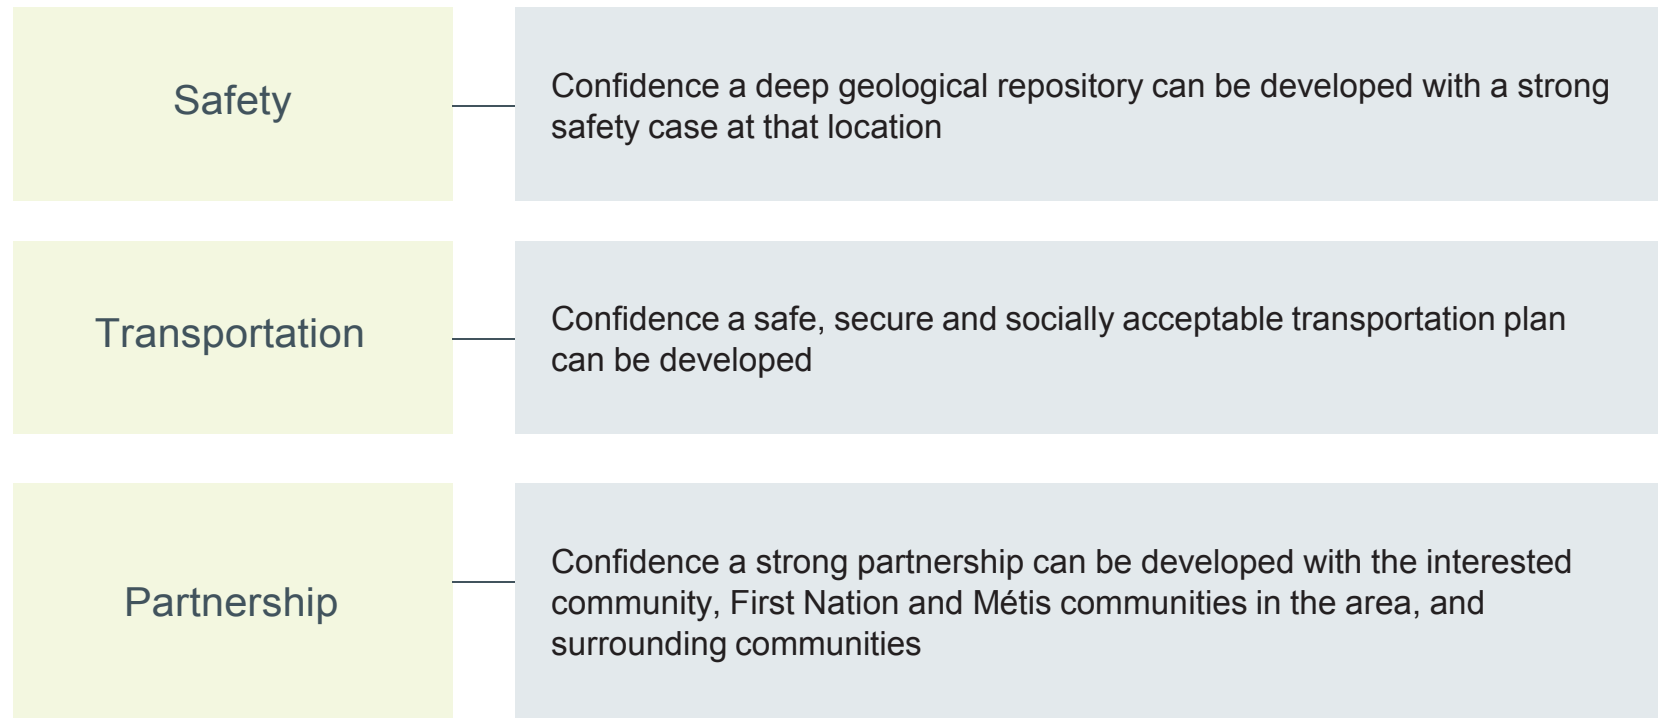 Safety
Confidence a deep geological repository can be developed with a strong
safety case at that location
Transportation
Confidence a safe, secure and socially acceptable transportation plan
can be developed
Partnership
Confidence a strong partnership can be developed with the interested
community, First Nation and Métis communities in the area, and
surrounding communities